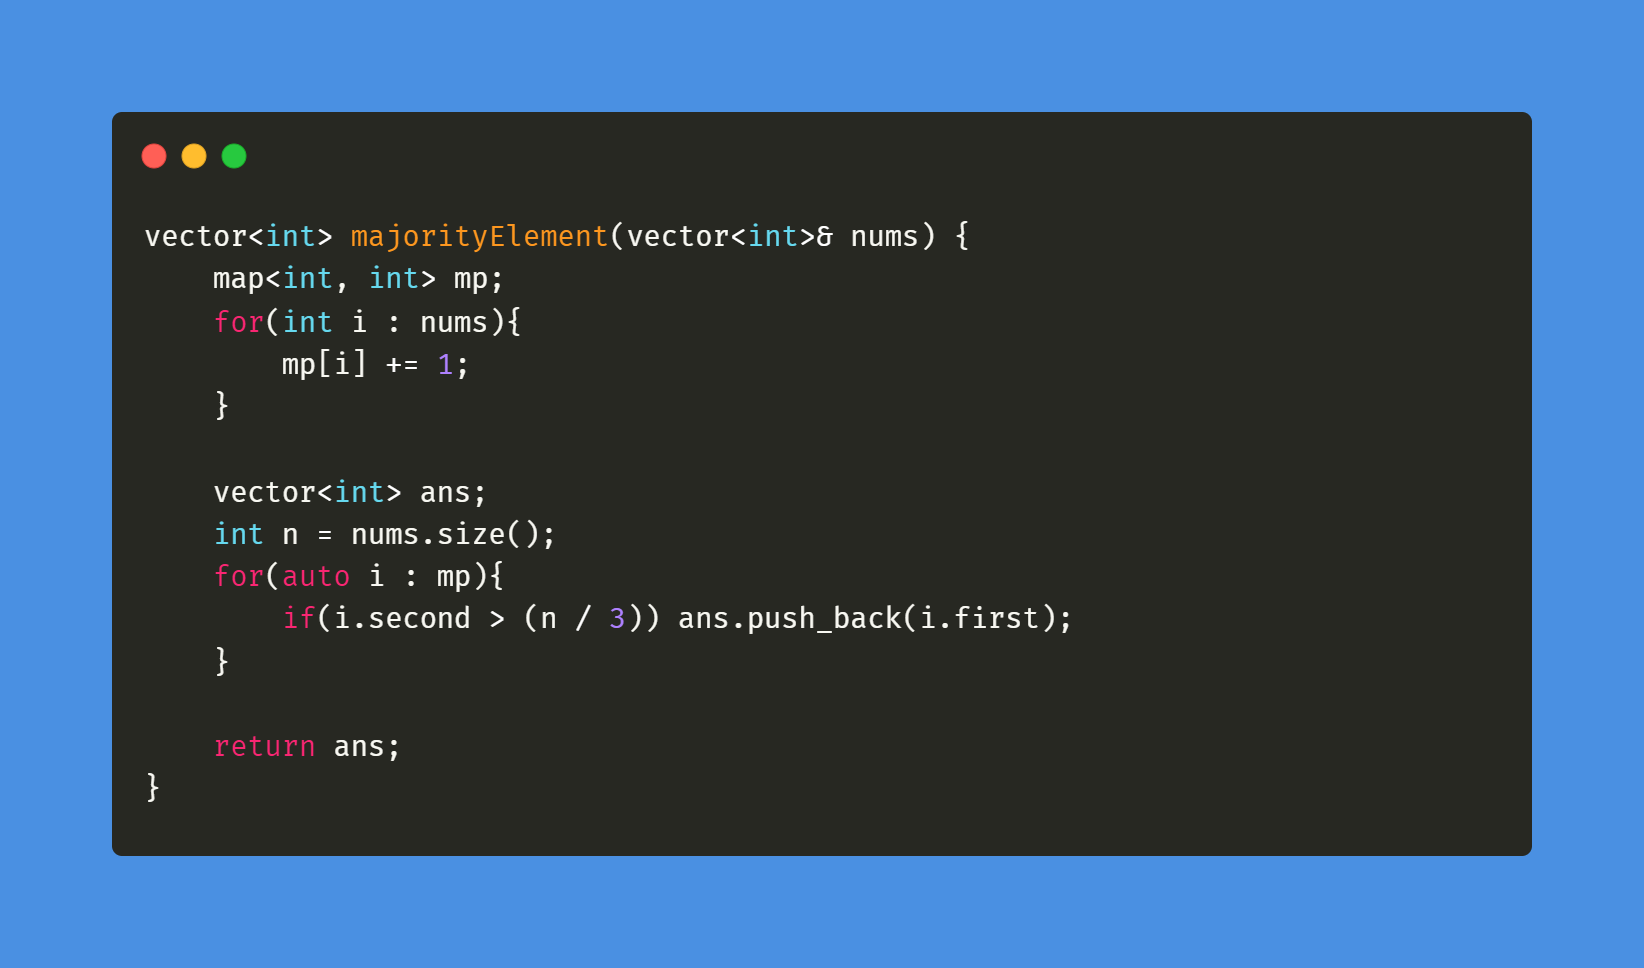 vector<int> majorityElement(vector<int>& nums) {
    map<int, int> mp;
    for(int i : nums){
        mp[i] += 1;
    }

    vector<int> ans;
    int n = nums.size();
    for(auto i : mp){
        if(i.second > (n / 3)) ans.push_back(i.first);
    }

    return ans;
}